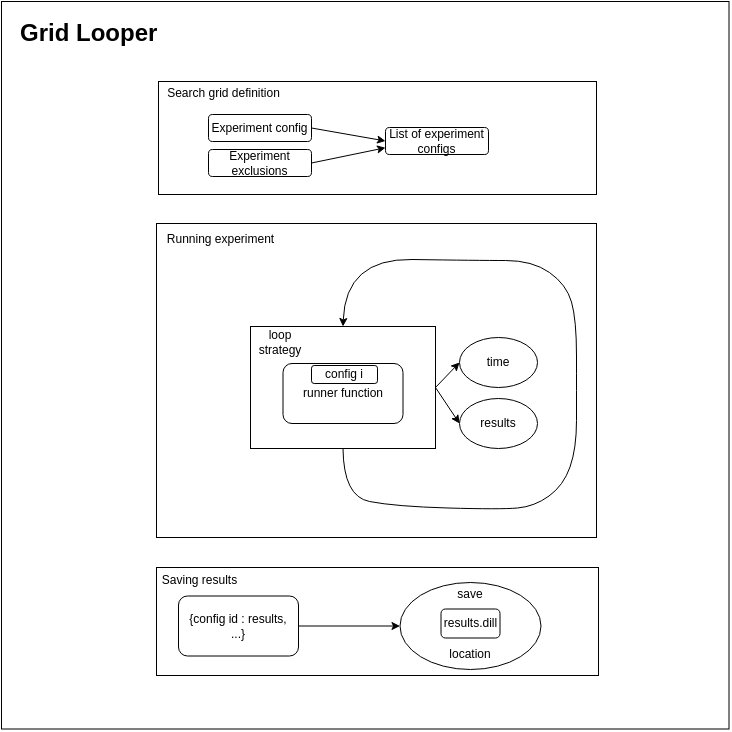 Grid Looper
Search grid definition
Experiment config
Experiment
exclusions
List of experiment
configs
Running experiment
loop
strategy
config i
runner function
time
results
Saving results
{config id : results,
...}
save
results.dill
location